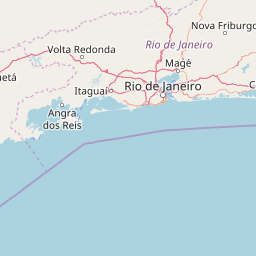 Nova Friburgo
Rio de Janeiro
Volta Redonda
Magé
Itaguaí
Rio de Janeiro
Angra
dos Reis